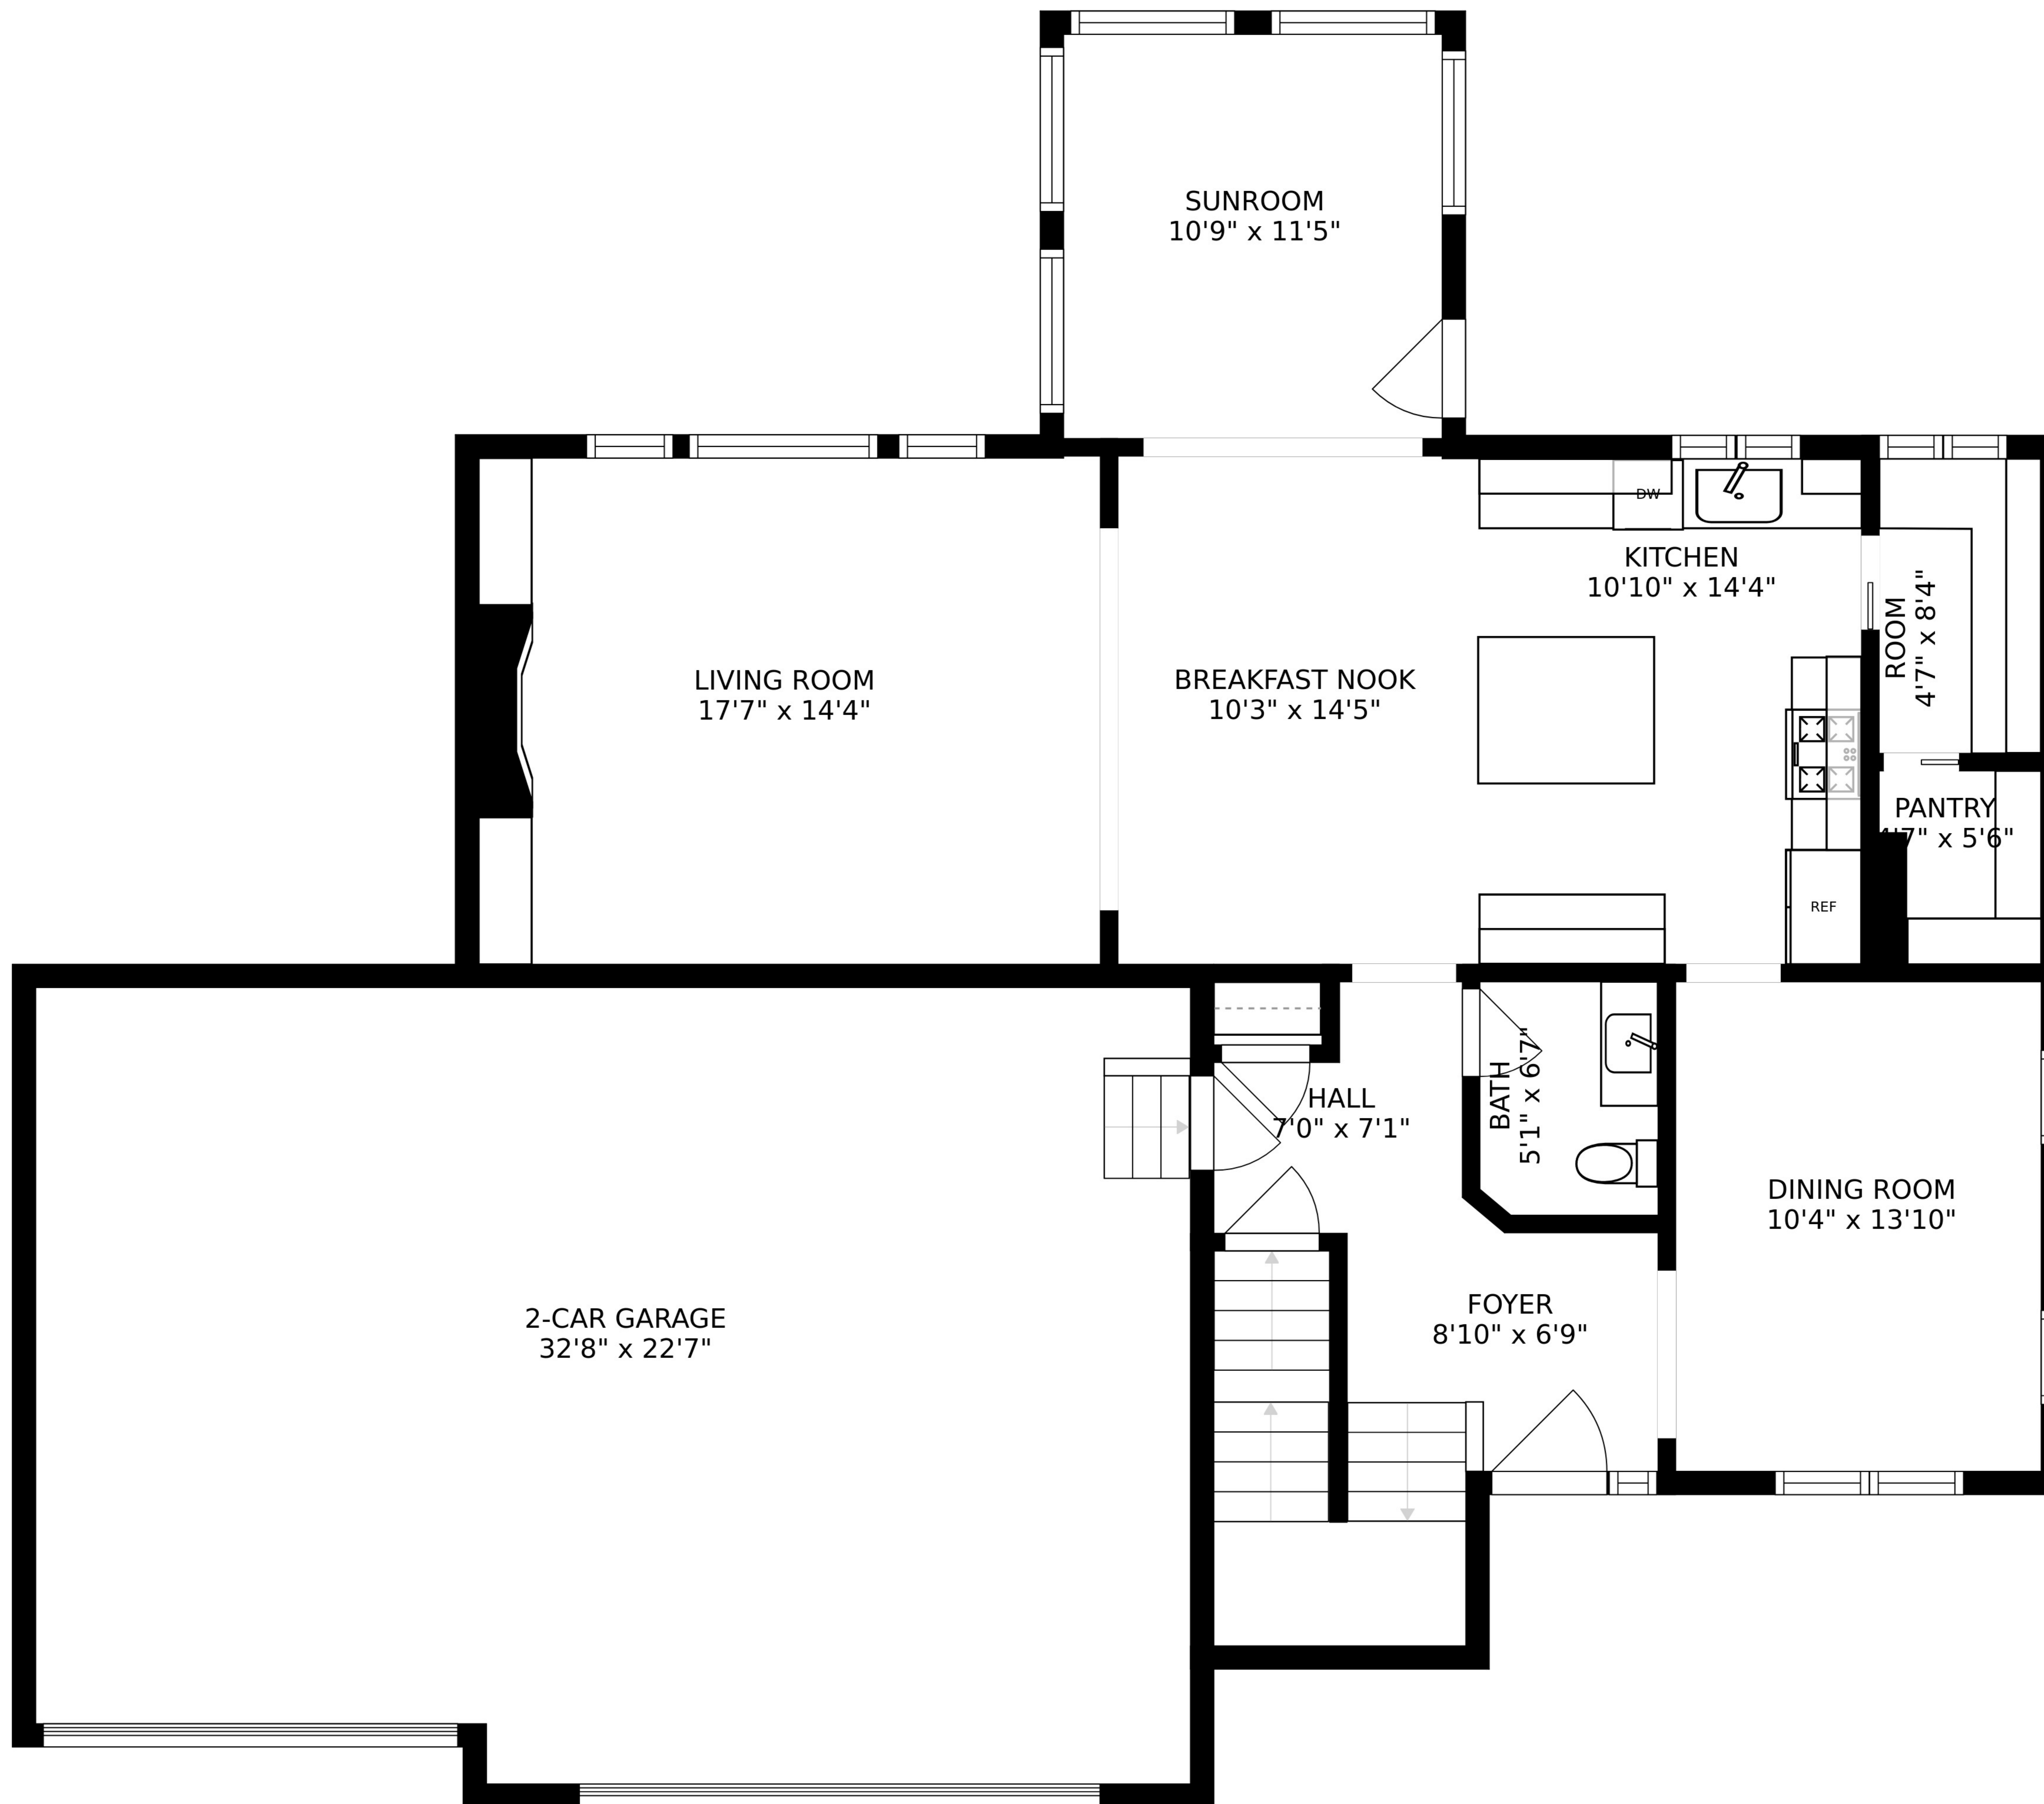 SUNROOM
10'9" x 11'5"
KITCHEN
10'10" x 14'4"
DW
ROOM
4'7" x 8'4"
LIVING ROOM
17'7" x 14'4"
BREAKFAST NOOK
10'3" x 14'5"
PANTRY
4'7" x 5'6"
REF
HALL
7'0" x 7'1"
BATH
5'1" x 6'7"
DINING ROOM
10'4" x 13'10"
2-CAR GARAGE
32'8" x 22'7"
FOYER
8'10" x 6'9"